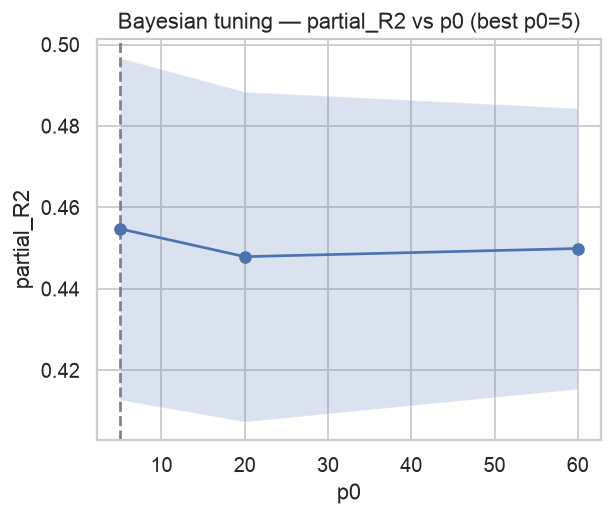 Bayesian tuning — partial_R2 vs p0 (best p0=5)
partial_R2
0.50
0.48
0.46
0.44
0.42
10 20 30 40 50 60
p0